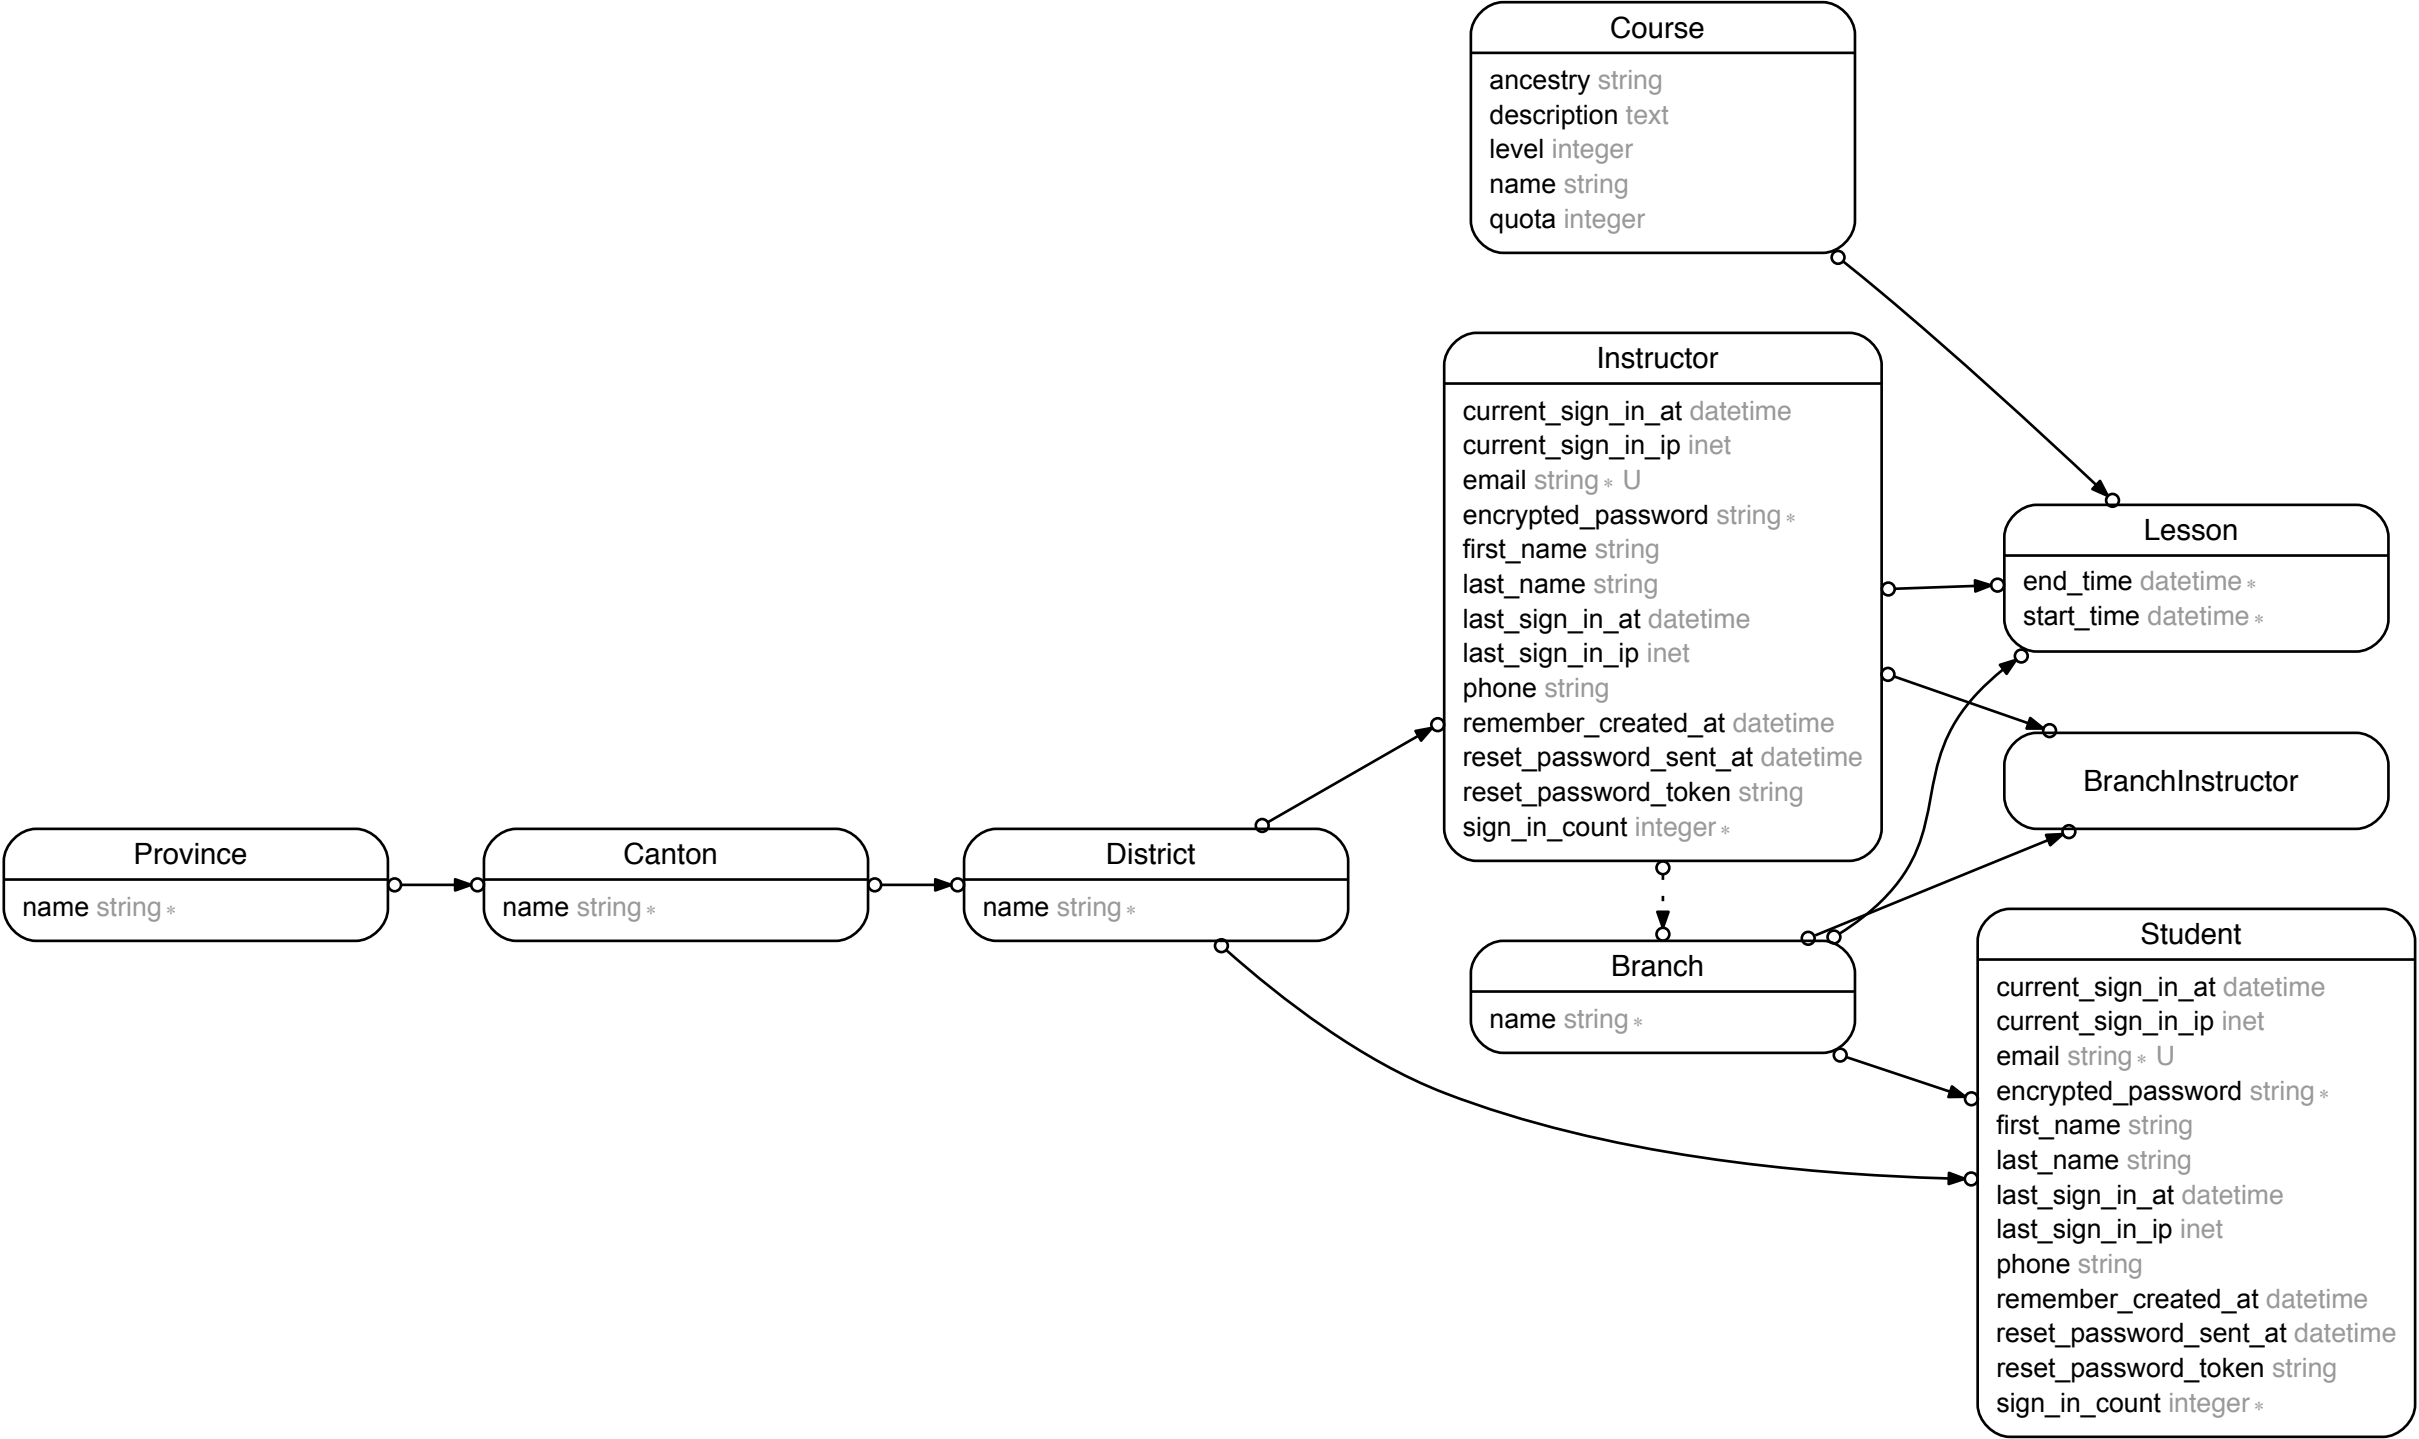 Course
ancestry string
description text
level integer
name string
quota integer
Instructor
current_sign_in_at datetime
current_sign_in_ip inet
email string * U
encrypted_password string *
first_name string
last_name string
last_sign_in_at datetime
last_sign_in_ip inet
phone string
remember_created_at datetime
reset_password_sent_at datetime
reset_password_token string
sign_in_count integer *
Lesson
end_time datetime *
start_time datetime *
BranchInstructor
Province
name string *
Canton
name string *
District
name string *
Branch
name string *
Student
current_sign_in_at datetime
current_sign_in_ip inet
email string * U
encrypted_password string *
first_name string
last_name string
last_sign_in_at datetime
last_sign_in_ip inet
phone string
remember_created_at datetime
reset_password_sent_at datetime
reset_password_token string
sign_in_count integer *